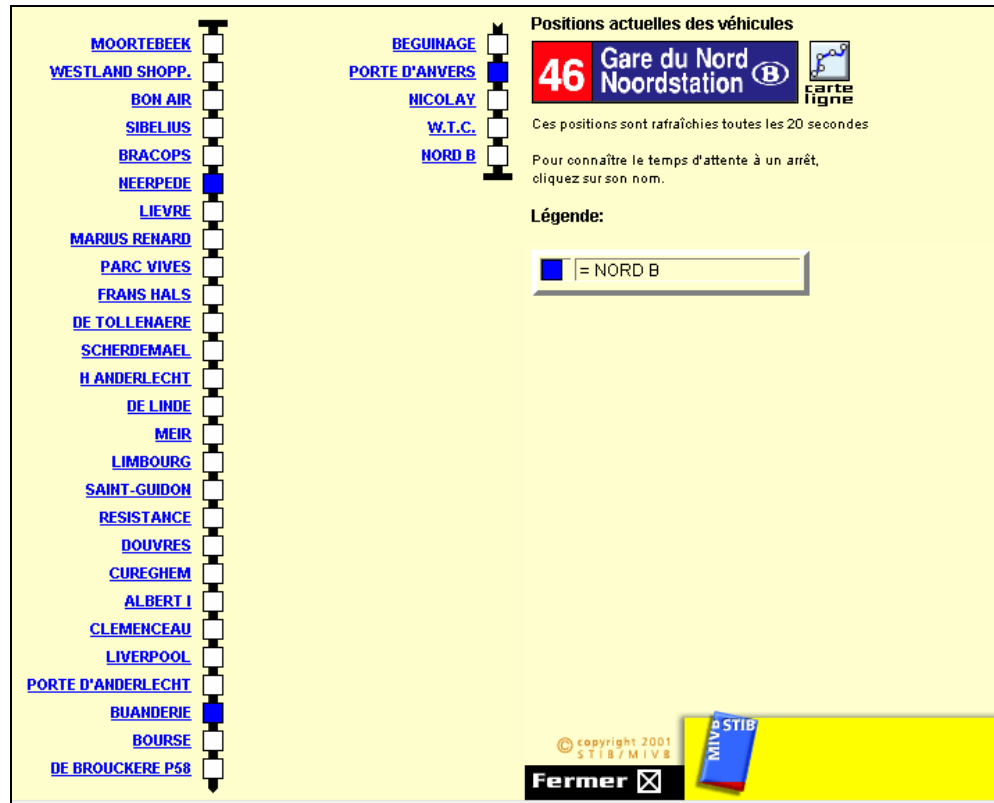 MOORTEBEEK
WESTLAND SHOPP.
BON AIR
SIBELIUS
BRACOPS
NEERPEDE
LIEVRE
MARIUS RENARD
PARC VIVES
FRANS HALS
DE TOLLENAERE
SCHERDEMAEL
H ANDERLECHT
DE LINDE
MEIR
LIMBOURG
SAINT-GUIDON
RESISTANCE
DOUVRES
CUREGHEM
ALBERT I
CLEMENCEAU
LIVERPOOL
PORTE D'ANDERLECHT
BUANDERIE
BOURSE
DE BROUCKERE P58
BEGUINAGE
PORTE D'ANVERS
NICOLAY
W.T.C.
NORD B
Positions actuelles des véhicules
46 Gare du Nord
Noordstation B
carte
ligne
Ces positions sont rafraîchies toutes les 20 secondes
Pour connaître le temps d'attente à un arrêt,
cliquez sur son nom.
Légende:
= NORD B
© copyright 2001
STIB/MIVB
Fermer
MIVB STIB